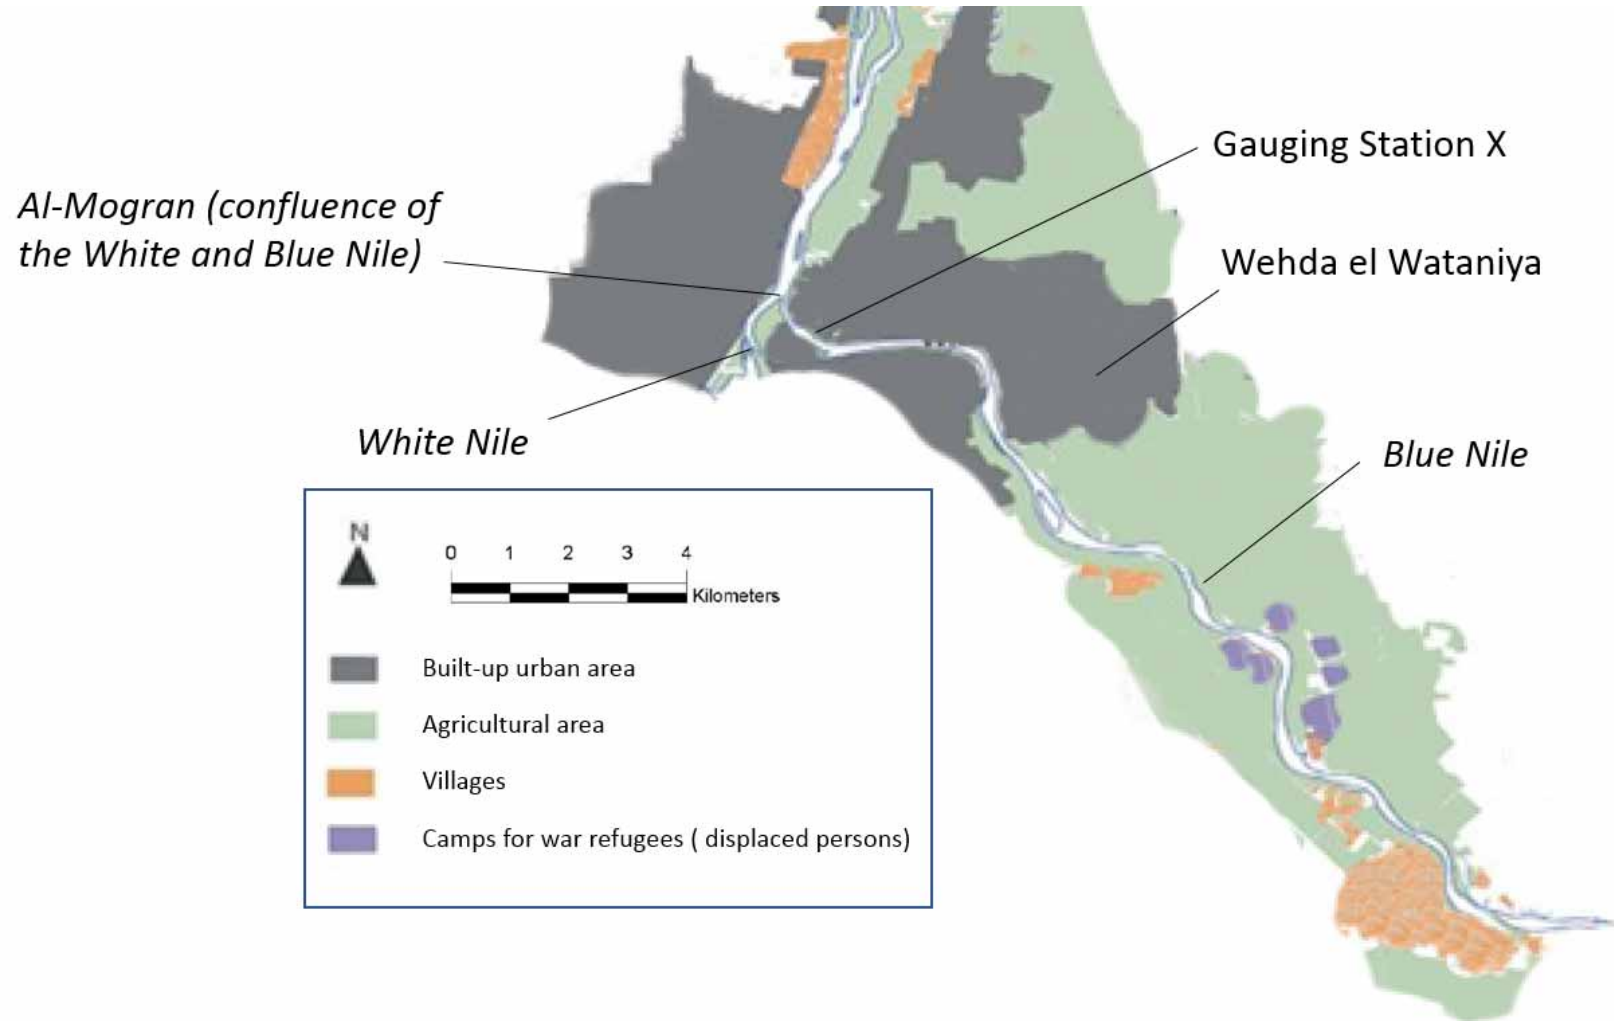 Gauging Station X
Al-Mogran (confluence of
the White and Blue Nile)
Wehda el Wataniya
White Nile
Blue Nile
N
0 1 2 3 4
Kilometers
Built-up urban area
Agricultural area
Villages
Camps for war refugees ( displaced persons)